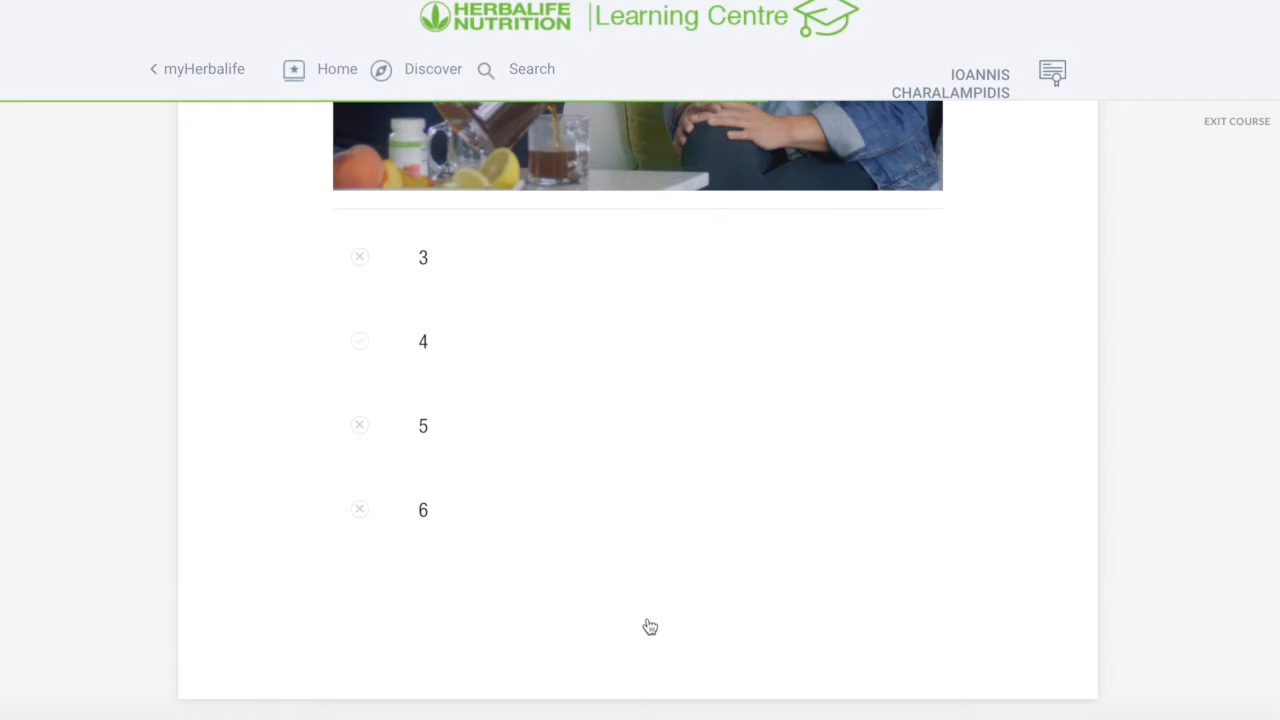 HERBALIFE
NUTRITION
Learning Centre
myHerbalife
Home
Discover
Search
IOANNIS
CHARALAMPIDIS
EXIT COURSE
3
4
5
6